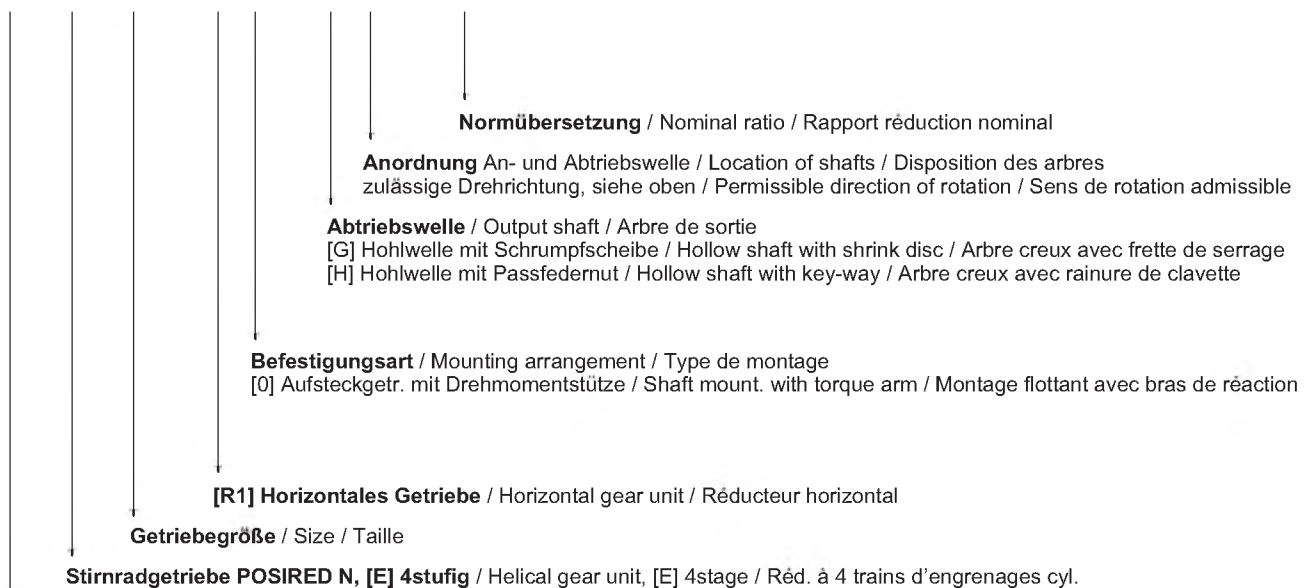 Normübersetzung / Nominal ratio / Rapport réduction nominal
Anordnung An- und Abtriebswelle / Location of shafts / Disposition des arbres
zulässige Drehrichtung, siehe oben / Permissible direction of rotation / Sens de rotation admissible
Abtriebswelle / Output shaft / Arbre de sortie
[G] Hohlwelle mit Schrumpfscheibe / Hollow shaft with shrink disc / Arbre creux avec frette de serrage
[H] Hohlwelle mit Passfedernut / Hollow shaft with key-way / Arbre creux avec rainure de clavette
Befestigungsart / Mounting arrangement / Type de montage
[0] Aufsteckgetr. mit Drehmomentstütze / Shaft mount. with torque arm / Montage flottant avec bras de réaction
[R1] Horizontales Getriebe / Horizontal gear unit / Réducteur horizontal
Getriebegröße / Size / Taille
Stirnradgetriebe POSIRED N, [E] 4stufig / Helical gear unit, [E] 4stage / Réd. à 4 trains d'engrenages cyl.